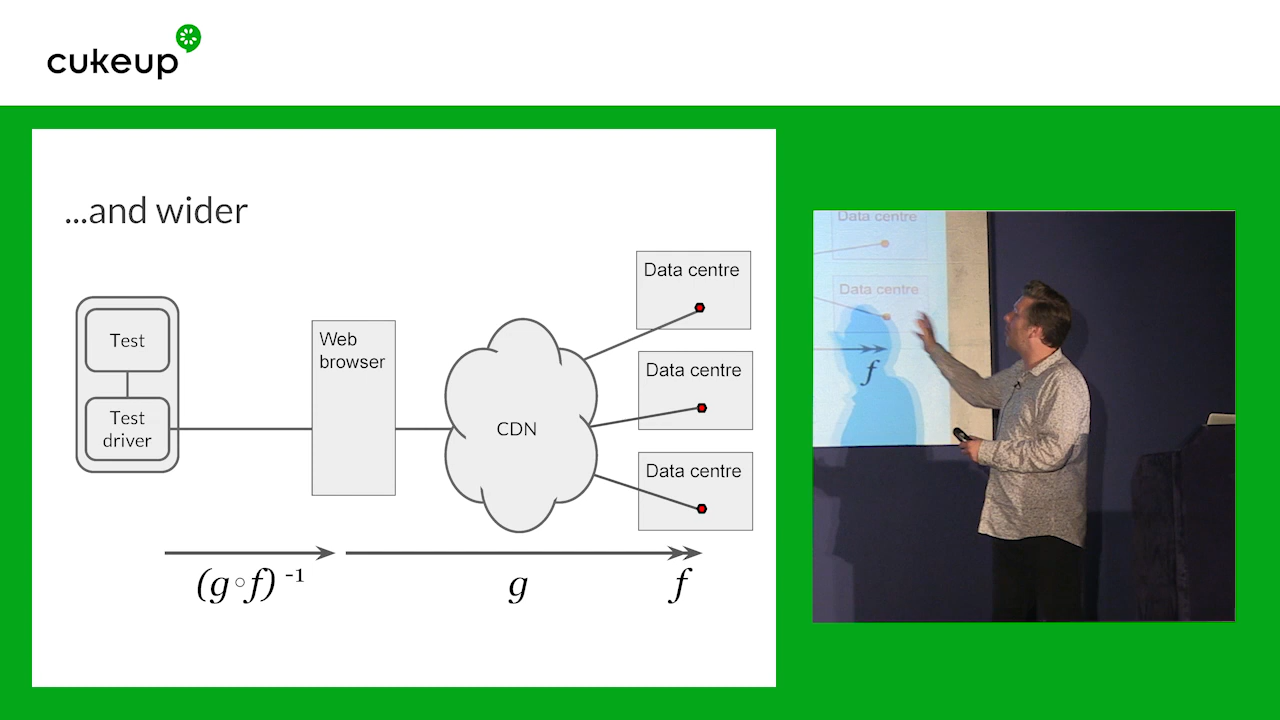 cukeup
...and wider
Data centre
Test
Web
browser
Data centre
Test
driver
CDN
Data centre
(g∘f) -1
g
f
Data centre
Data centre
f